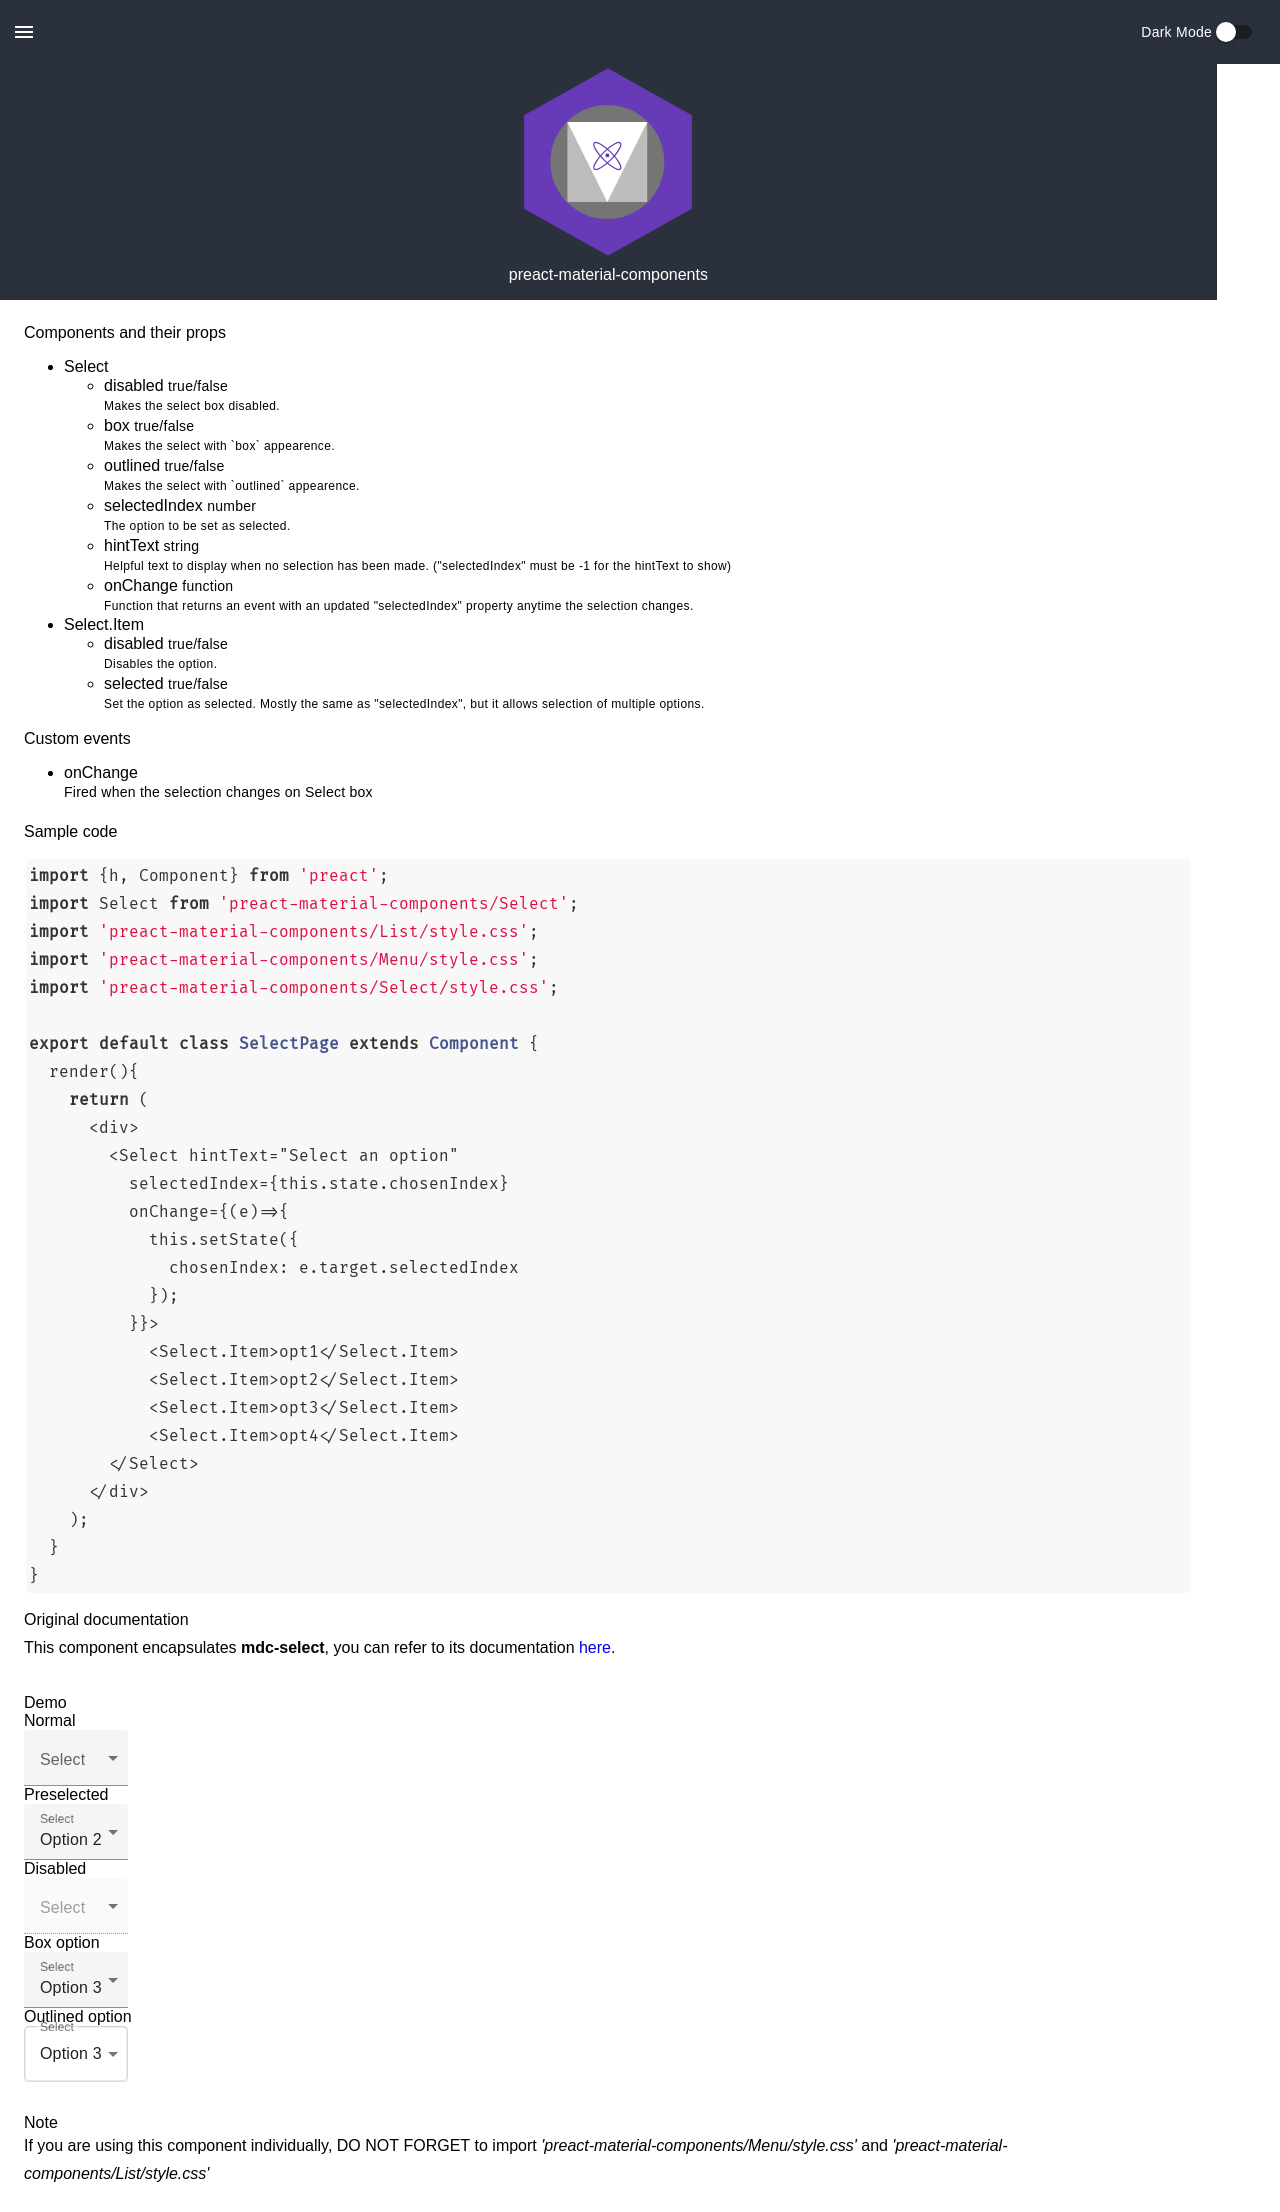 Dark Mode
preact-material-components
Components and their props
Select
disabled true/false
Makes the select box disabled.
box true/false
Makes the select with `box` appearence.
outlined true/false
Makes the select with `outlined` appearence.
selectedIndex number
The option to be set as selected.
hintText string
Helpful text to display when no selection has been made. ("selectedIndex" must be -1 for the hintText to show)
onChange function
Function that returns an event with an updated "selectedIndex" property anytime the selection changes.
Select.Item
disabled true/false
Disables the option.
selected true/false
Set the option as selected. Mostly the same as "selectedIndex", but it allows selection of multiple options.
Custom events
onChange
Fired when the selection changes on Select box
Sample code
import {h, Component} from 'preact';
import Select from 'preact-material-components/Select';
import 'preact-material-components/List/style.css';
import 'preact-material-components/Menu/style.css';
import 'preact-material-components/Select/style.css';
export default class SelectPage extends Component {
render(){
return (
<div>
<Select hintText="Select an option"
selectedIndex={this.state.chosenIndex}
onChange={(e)=>{
this.setState({
chosenIndex: e.target.selectedIndex
});
}}>
<Select.Item>opt1</Select.Item>
<Select.Item>opt2</Select.Item>
<Select.Item>opt3</Select.Item>
<Select.Item>opt4</Select.Item>
</Select>
</div>
);
}
}
Original documentation
This component encapsulates mdc-select, you can refer to its documentation here.
Demo
Normal
Select
Preselected
Select
Option 2
Disabled
Select
Box option
Select
Option 3
Outlined option
Select
Option 3
Note
If you are using this component individually, DO NOT FORGET to import 'preact-material-components/Menu/style.css' and 'preact-material-
components/List/style.css'